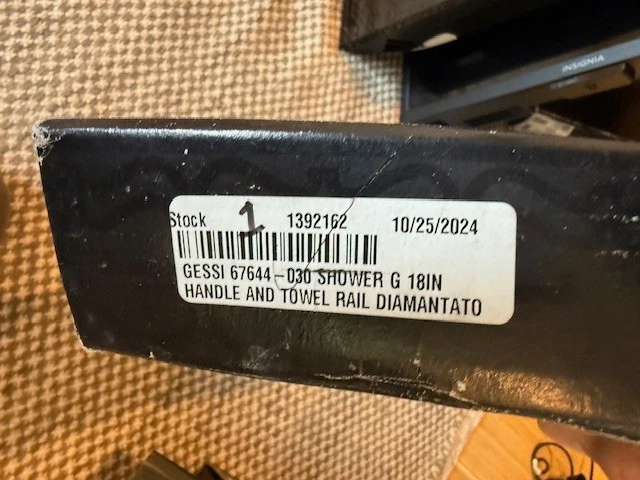 INSIGNIA
Stock 1 1392162 10/25/2024
GESSI 67644-030 SHOWER G 18IN
HANDLE AND TOWEL RAIL DIAMANTATO